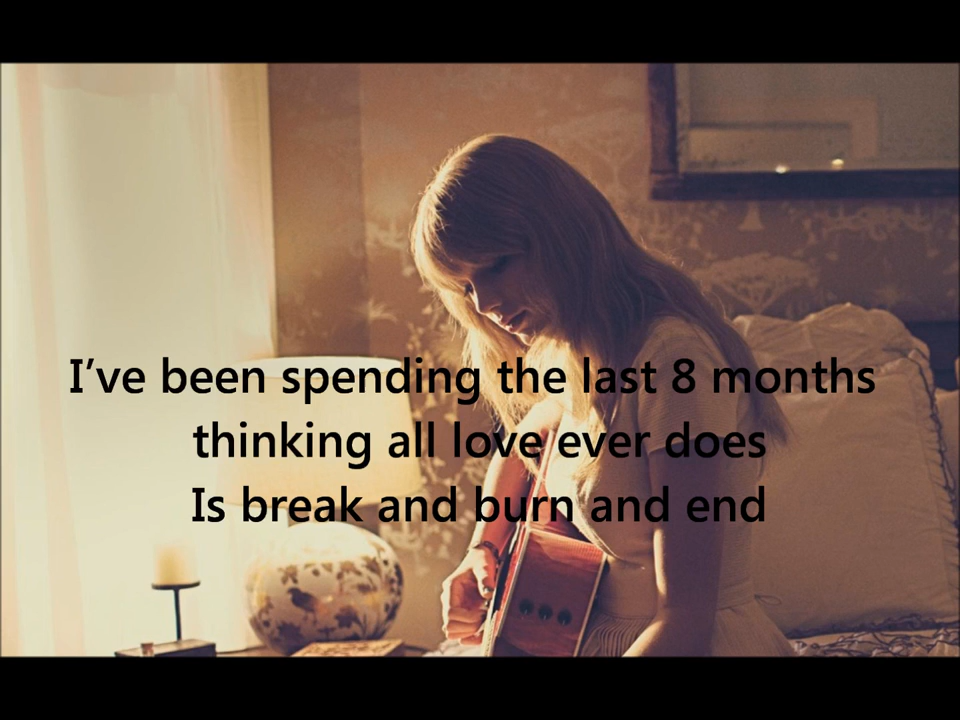 I’ve been spending the last 8 months
thinking all love ever does
Is break and burn and end